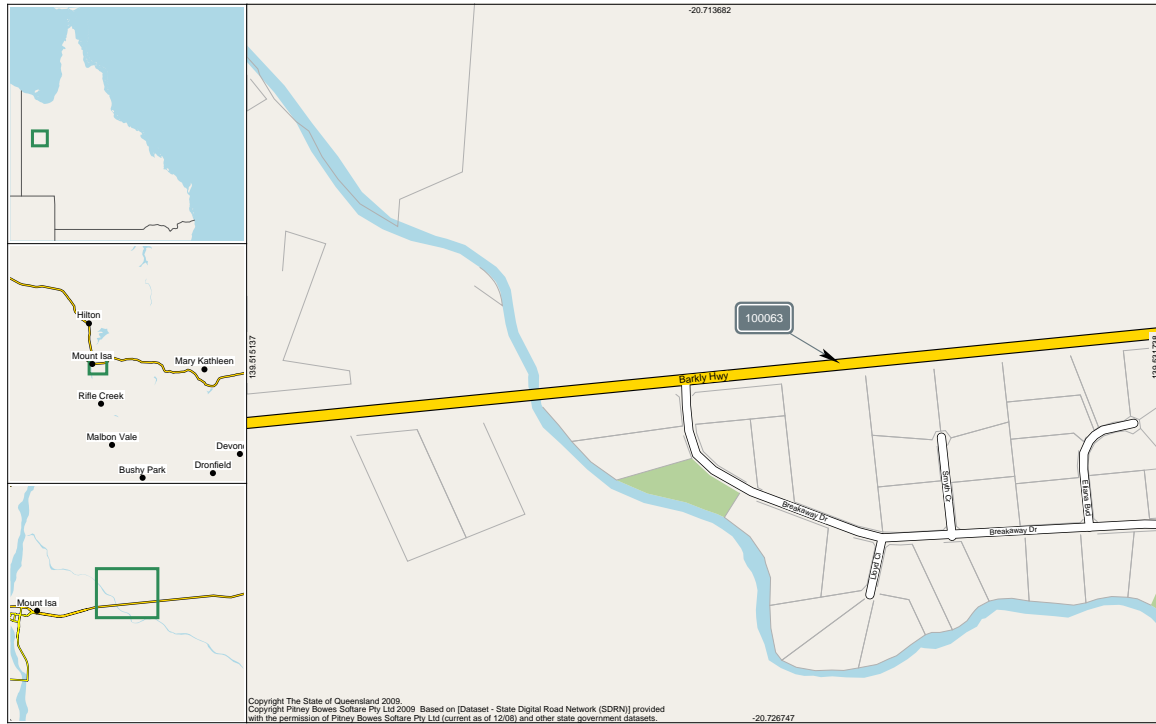 -20.713682
Hilton
Mount Isa
Mary Kathleen
Rifle Creek
Malbon Vale
Bushy Park
Dronfield
Mount Isa
139.515137
100063
Barkly Hwy
Breakaway Dr
Smyth Cr
Breakaway Dr
Lloyd Cl
Copyright The State of Queensland 2009.
Copyright Pitney Bowes Softare Pty Ltd 2009 Based on [Dataset - State Digital Road Network (SDRN)] provided
with the permission of Pitney Bowes Softare Pty Ltd (current as of 12/08) and other state government datasets.
-20.726747